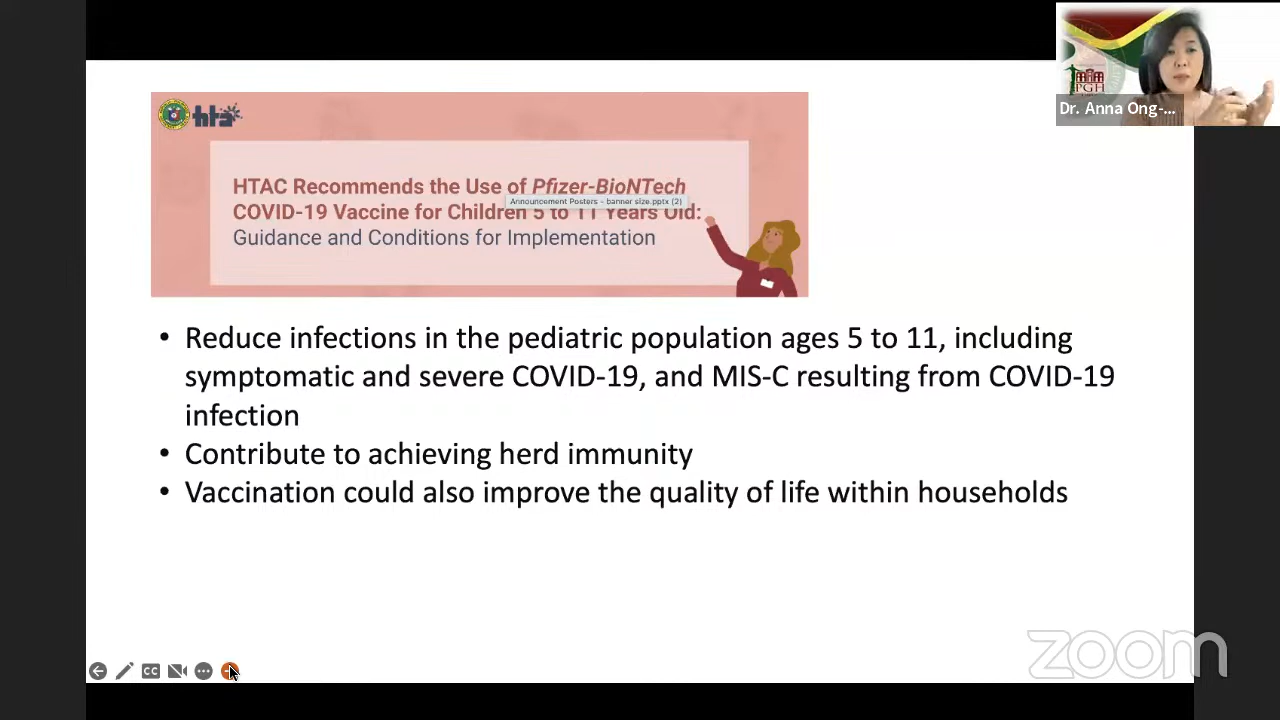 PGH
Dr. Anna Ong-...
hta
HTAC Recommends the Use of Pfizer-BioNTech
Announcement Posters - banner size.pptx (2)
COVID-19 Vaccine for Children 5 to 11 Years Old:
Guidance and Conditions for Implementation
• Reduce infections in the pediatric population ages 5 to 11, including
symptomatic and severe COVID-19, and MIS-C resulting from COVID-19
infection
• Contribute to achieving herd immunity
• Vaccination could also improve the quality of life within households
CC
zoom